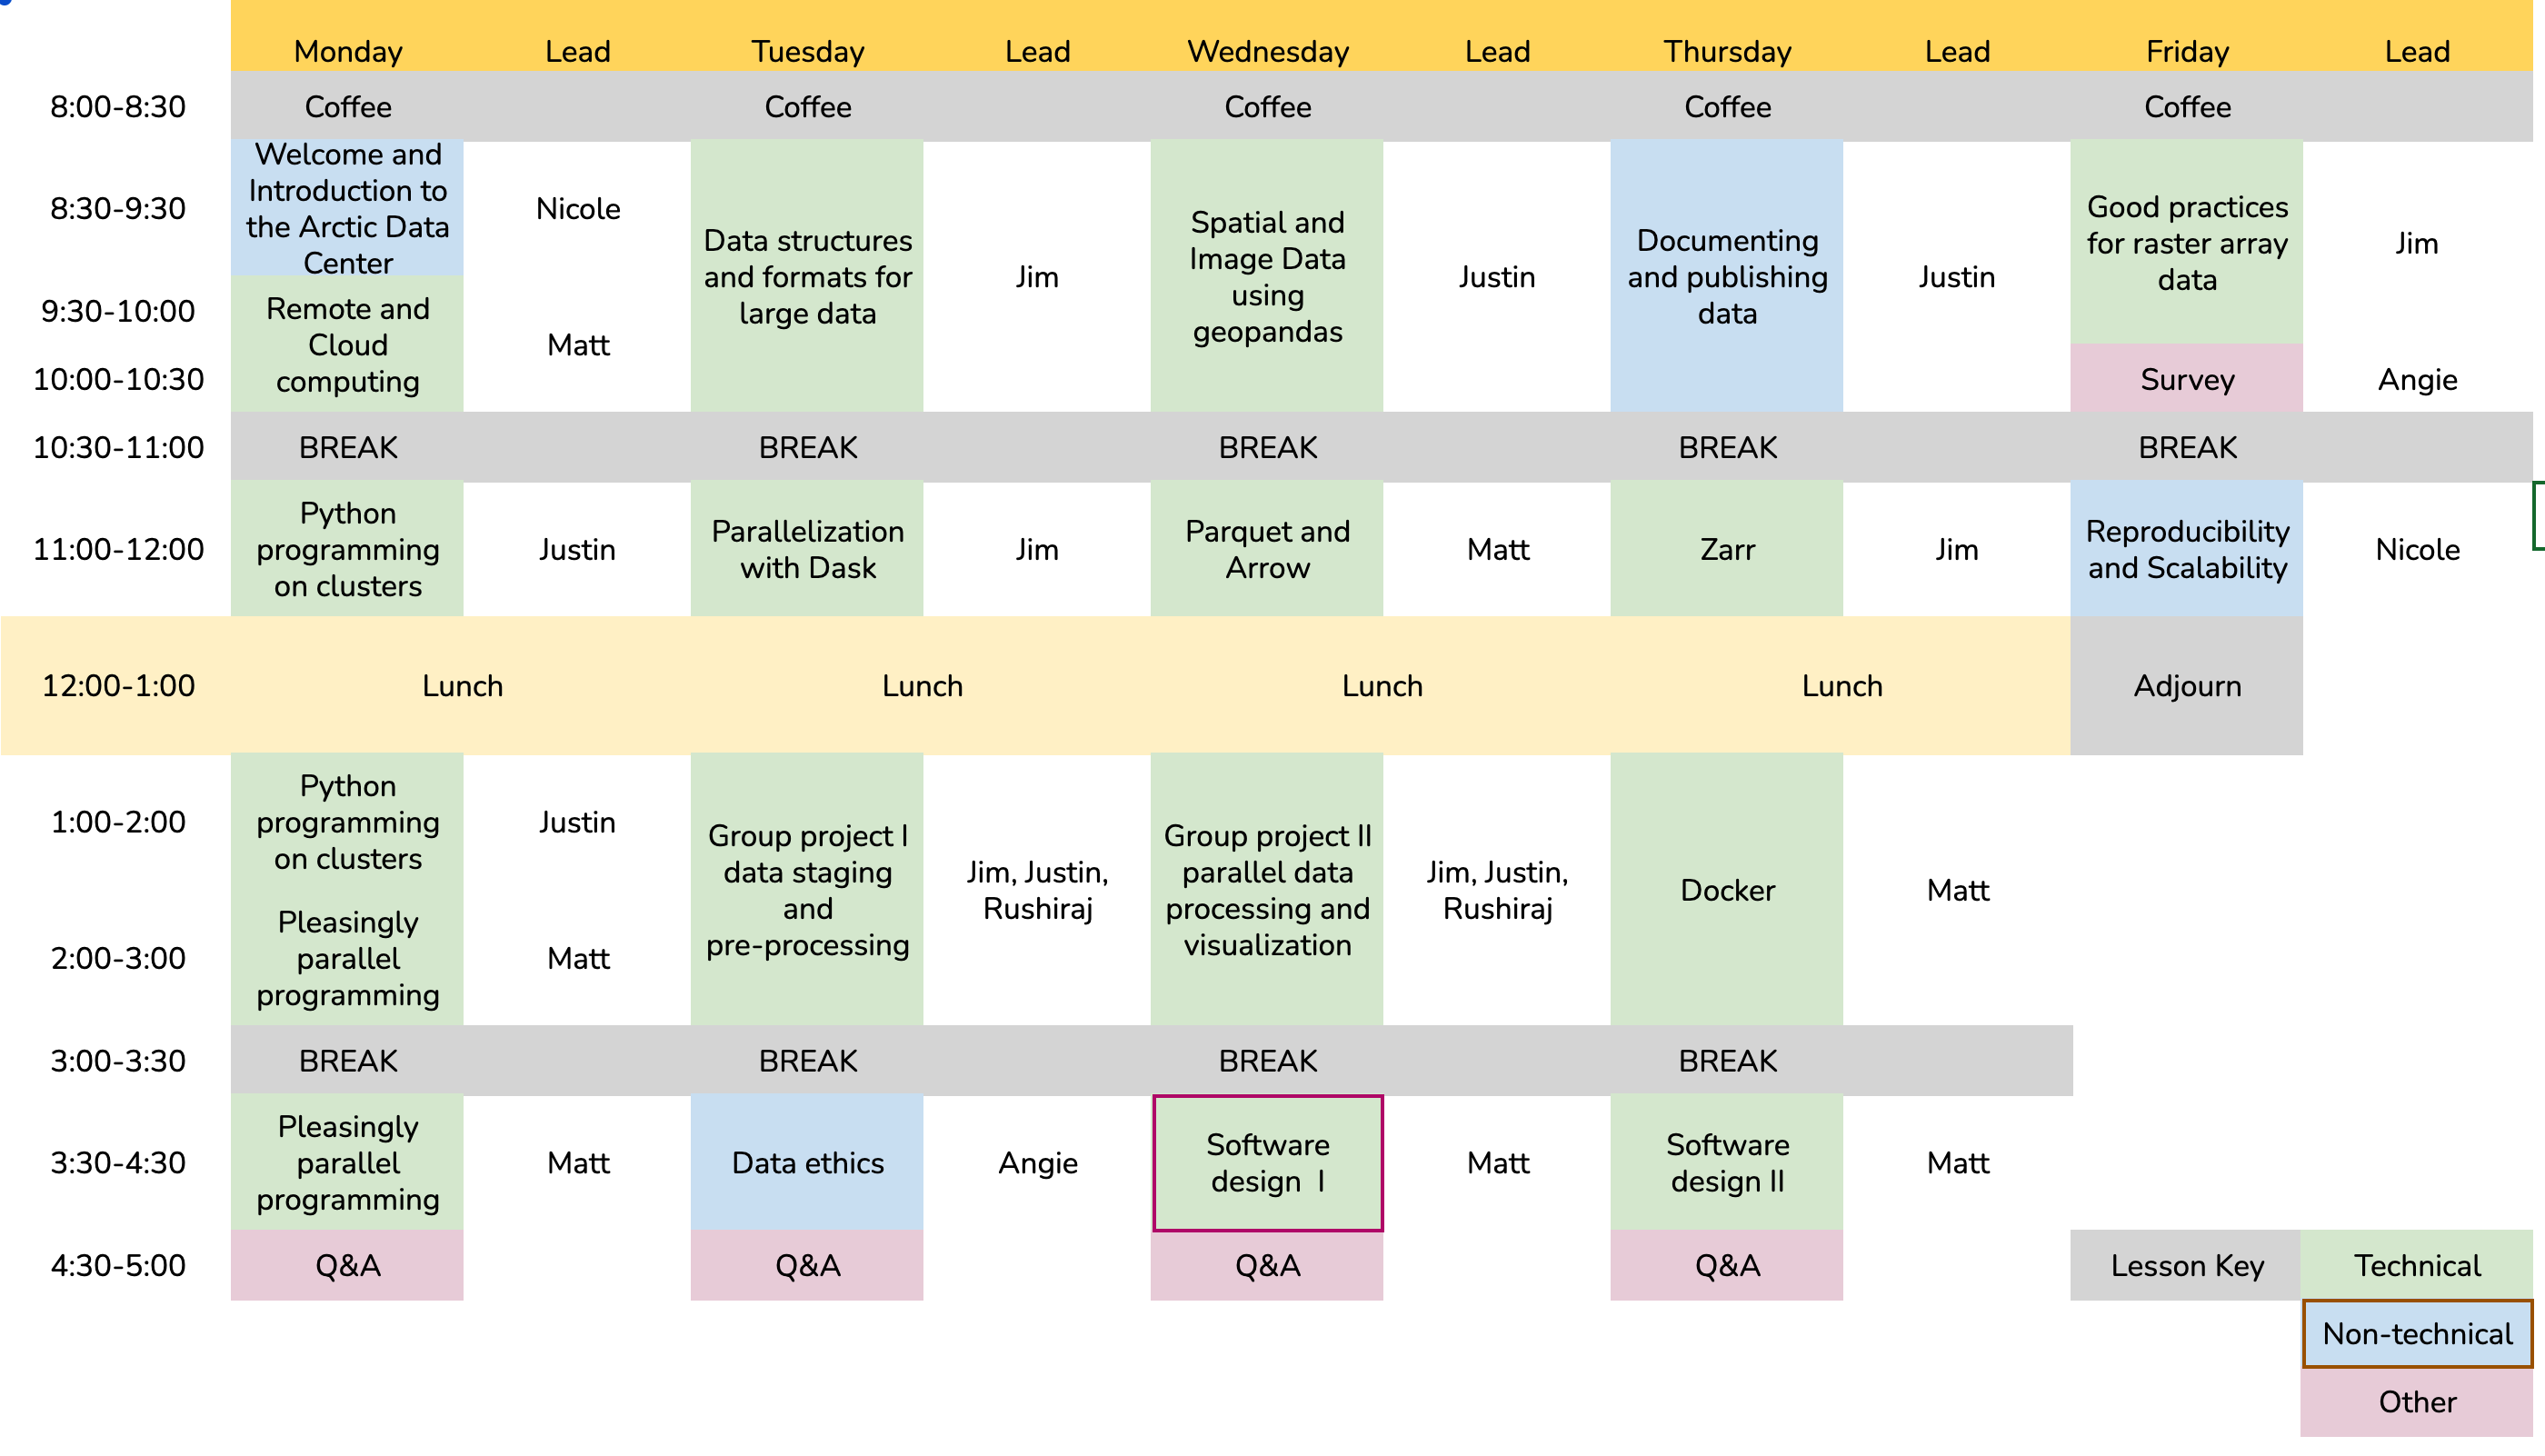 Monday Lead Tuesday Lead Wednesday Lead Thursday Lead Friday Lead
8:00-8:30 Coffee Coffee Coffee Coffee Coffee
8:30-9:30
Welcome and
Introduction to
the Arctic Data
Center
Nicole
9:30-10:00
10:00-10:30
Remote and
Cloud
computing
Matt
Data structures
and formats for
large data
Jim
Spatial and
Image Data
using
geopandas
Justin
Documenting
and publishing
data
Justin
Good practices
for raster array
data
Jim
Survey Angie
10:30-11:00 BREAK BREAK BREAK BREAK BREAK
11:00-12:00
Python
programming
on clusters
Justin
Parallelization
with Dask
Jim
Parquet and
Arrow
Matt
Zarr
Jim
Reproducibility
and Scalability
Nicole
12:00-1:00 Lunch Lunch Lunch Lunch Adjourn
1:00-2:00
Python
programming
on clusters
Justin
2:00-3:00
Pleasingly
parallel
programming
Matt
Group project I
data staging
and
pre-processing
Jim, Justin,
Rushiraj
Group project II
parallel data
processing and
visualization
Jim, Justin,
Rushiraj
Docker
Matt
3:00-3:30 BREAK BREAK BREAK BREAK
3:30-4:30
Pleasingly
parallel
programming
Matt
Data ethics
Angie
Software
design I
Matt
Software
design II
Matt
4:30-5:00 Q&A Q&A Q&A Q&A
Lesson Key Technical
Non-technical
Other